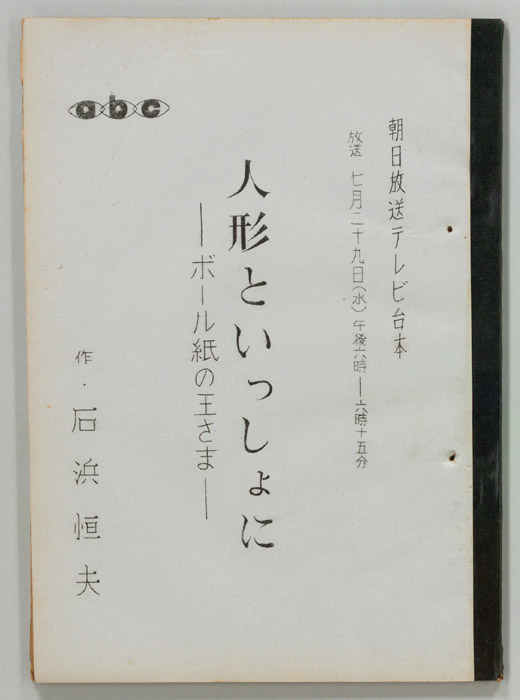 朝日放送テレビ台本
放送 七月二十九日(水)午後六時―六時十五分
人形といっしょに
―ボール紙の王さま―
作・石浜恒夫
abc